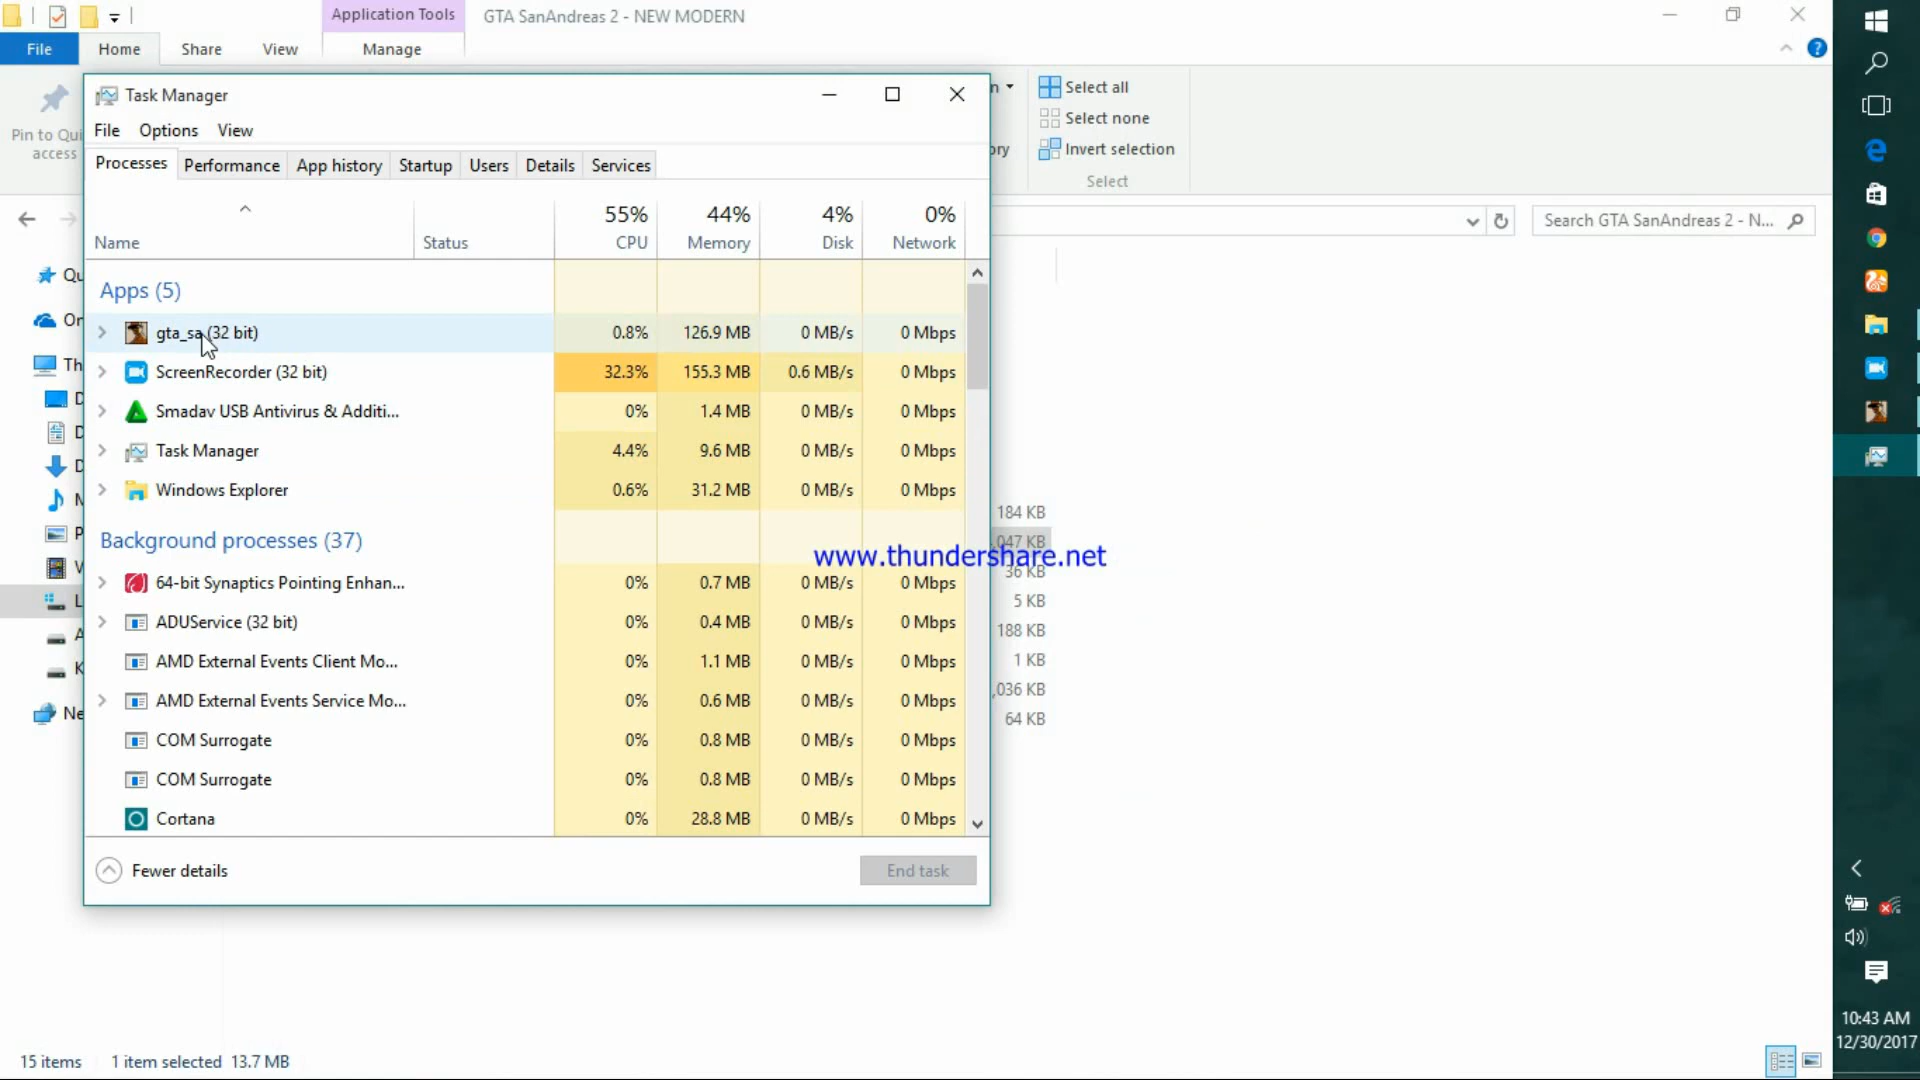 Application Tools
GTA SanAndreas 2 - NEW MODERN
File
Home
Share
View
Manage
Pin to Qui
access
Select all
Select none
Invert selection
Select
Search GTA SanAndreas 2 - N...
Task Manager
File Options View
Processes Performance App history Startup Users Details Services
55% 44% 4% 0%
Name Status CPU Memory Disk Network
Apps (5)
gta_sa (32 bit) 0.8% 126.9 MB 0 MB/s 0 Mbps
ScreenRecorder (32 bit) 32.3% 155.3 MB 0.6 MB/s 0 Mbps
Smadav USB Antivirus & Additi... 0% 1.4 MB 0 MB/s 0 Mbps
Task Manager 4.4% 9.6 MB 0 MB/s 0 Mbps
Windows Explorer 0.6% 31.2 MB 0 MB/s 0 Mbps
Background processes (37)
64-bit Synaptics Pointing Enhan... 0% 0.7 MB 0 MB/s 0 Mbps
ADUService (32 bit) 0% 0.4 MB 0 MB/s 0 Mbps
AMD External Events Client Mo... 0% 1.1 MB 0 MB/s 0 Mbps
AMD External Events Service Mo... 0% 0.6 MB 0 MB/s 0 Mbps
COM Surrogate 0% 0.8 MB 0 MB/s 0 Mbps
COM Surrogate 0% 0.8 MB 0 MB/s 0 Mbps
Cortana 0% 28.8 MB 0 MB/s 0 Mbps
Fewer details
End task
184 KB
,047 KB
www.thundershare.net
36 KB
5 KB
188 KB
1 KB
,036 KB
64 KB
15 items 1 item selected 13.7 MB
10:43 AM
12/30/2017